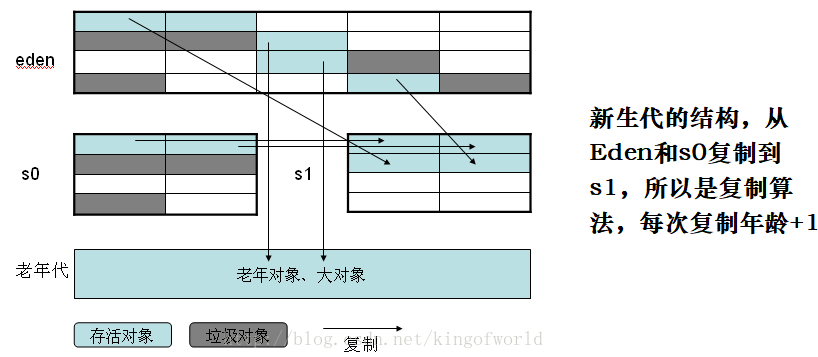 eden
新生代的结构，从
Eden和s0复制到
s1，所以是复制算
法，每次复制年龄+1
s0
s1
老年代
老年对象、大对象
存活对象
垃圾对象
复制
http://blog.csdn.net/kingofworld